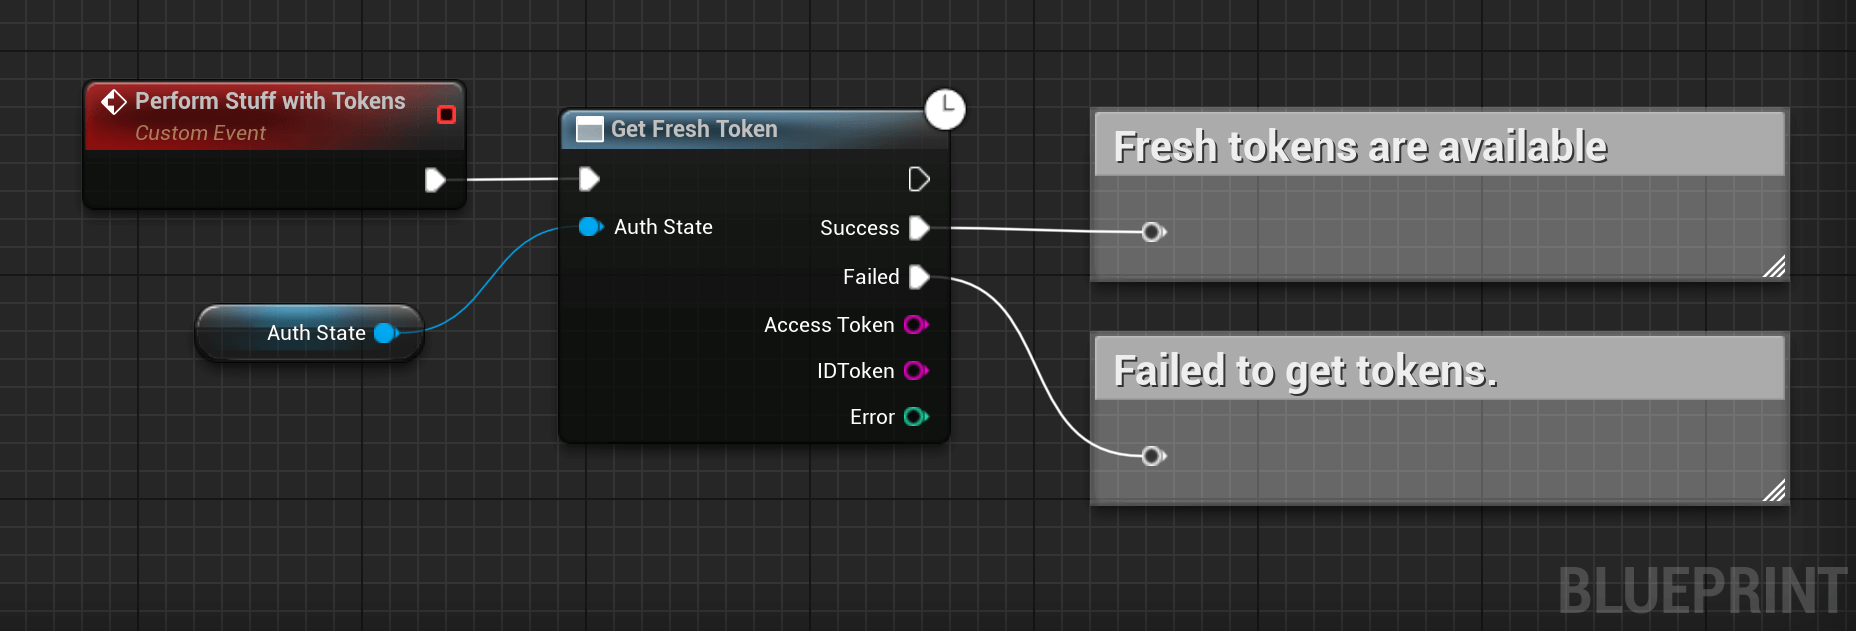 Perform Stuff with Tokens
Custom Event
Get Fresh Token
Auth State
Success
Failed
Access Token
IDToken
Error
Auth State
Fresh tokens are available
Failed to get tokens.
BLUEPRINT